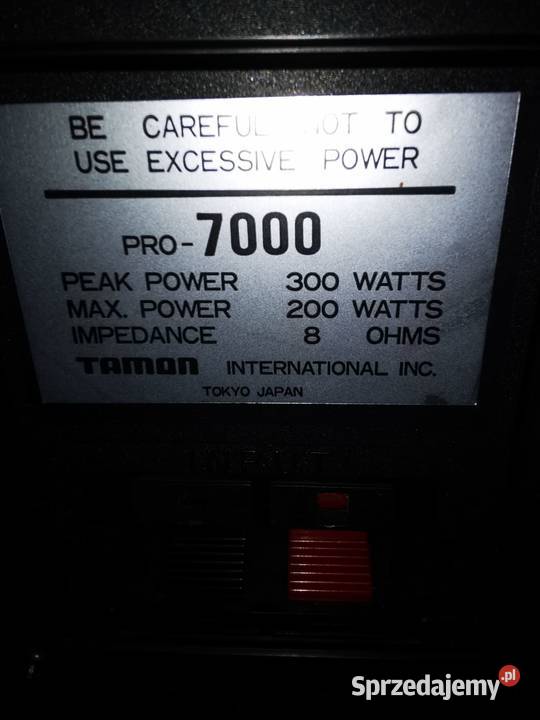 BE CAREFUL NOT TO
USE EXCESSIVE POWER
PRO-7000
PEAK POWER 300 WATTS
MAX. POWER 200 WATTS
IMPEDANCE 8 OHMS
TAMON INTERNATIONAL INC.
TOKYO JAPAN
INPUT
Sprzedajemy.pl